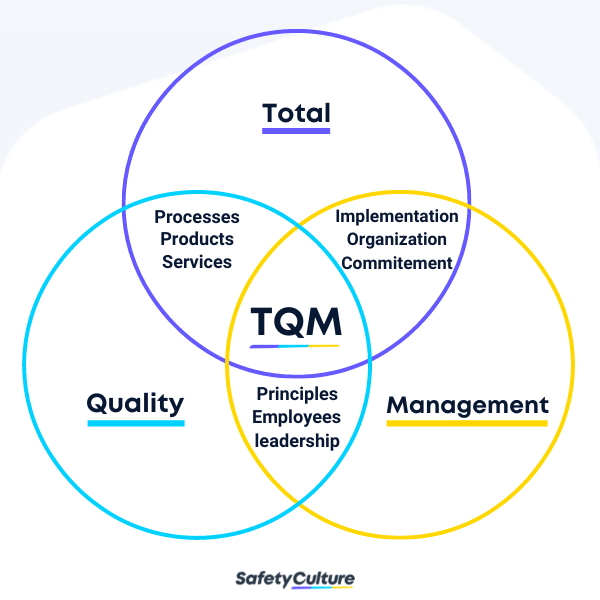 Total
Processes
Products
Services
Implementation
Organization
Commitement
TQM
Quality
Management
Principles
Employees
leadership
SafetyCulture